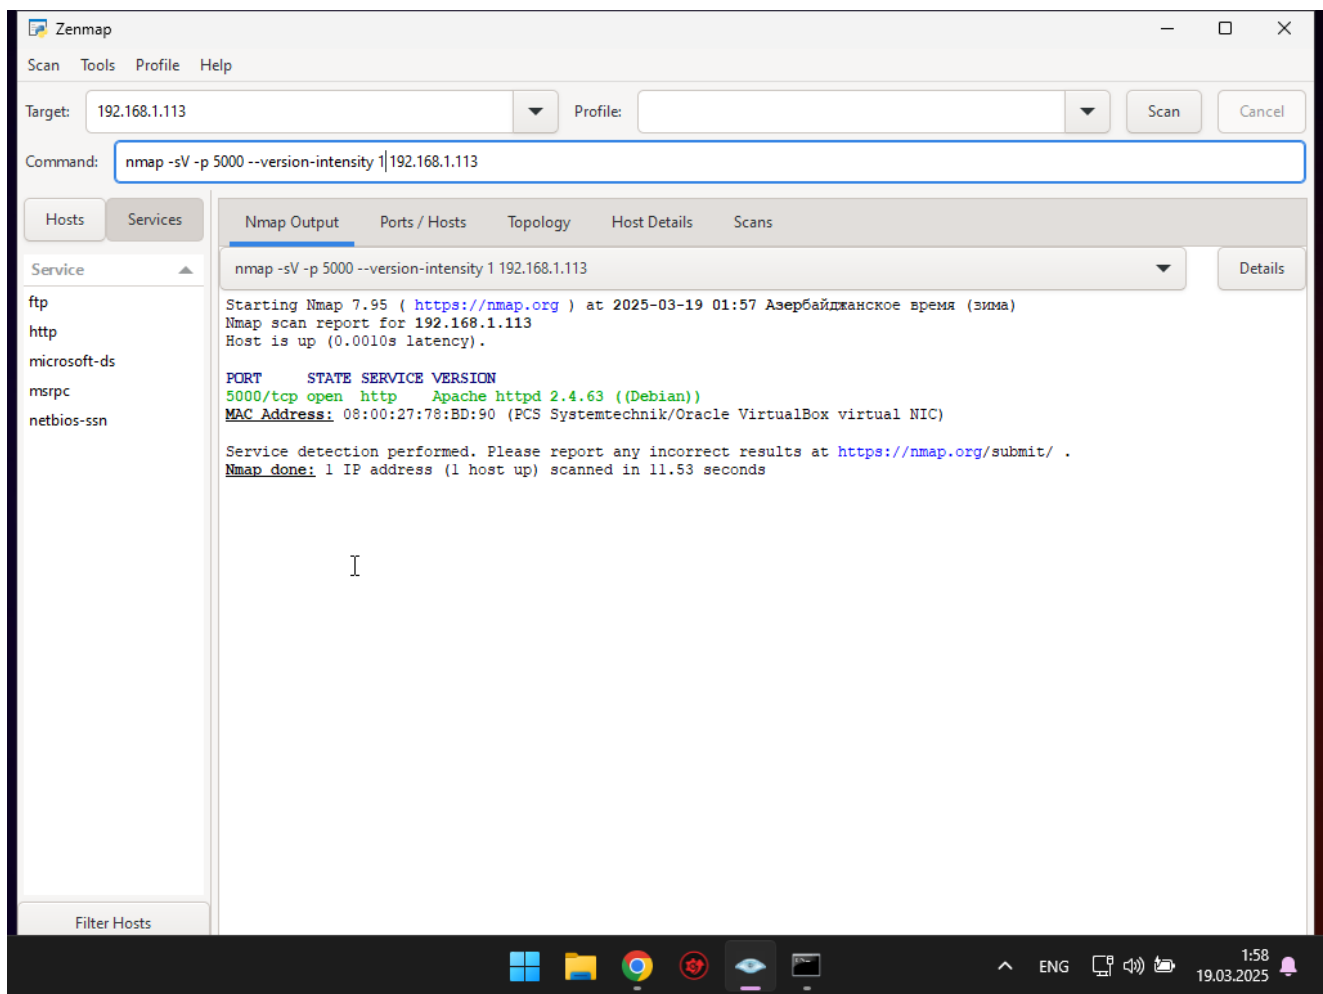 Zenmap
Scan Tools Profile Help
Target: 192.168.1.113 Profile: Scan Cancel
Command: nmap -sV -p 5000 --version-intensity 1 192.168.1.113
Hosts Services Nmap Output Ports / Hosts Topology Host Details Scans
Service nmap -sV -p 5000 --version-intensity 1 192.168.1.113 Details
ftp
http
microsoft-ds
msrpc
netbios-ssn
Starting Nmap 7.95 ( https://nmap.org ) at 2025-03-19 01:57 Азербайджанское время (зима)
Nmap scan report for 192.168.1.113
Host is up (0.0010s latency).
PORT STATE SERVICE VERSION
5000/tcp open http Apache httpd 2.4.63 ((Debian))
MAC Address: 08:00:27:78:BD:90 (PCS Systemtechnik/Oracle VirtualBox virtual NIC)
Service detection performed. Please report any incorrect results at https://nmap.org/submit/ .
Nmap done: 1 IP address (1 host up) scanned in 11.53 seconds
Filter Hosts
ENG 1:58
19.03.2025